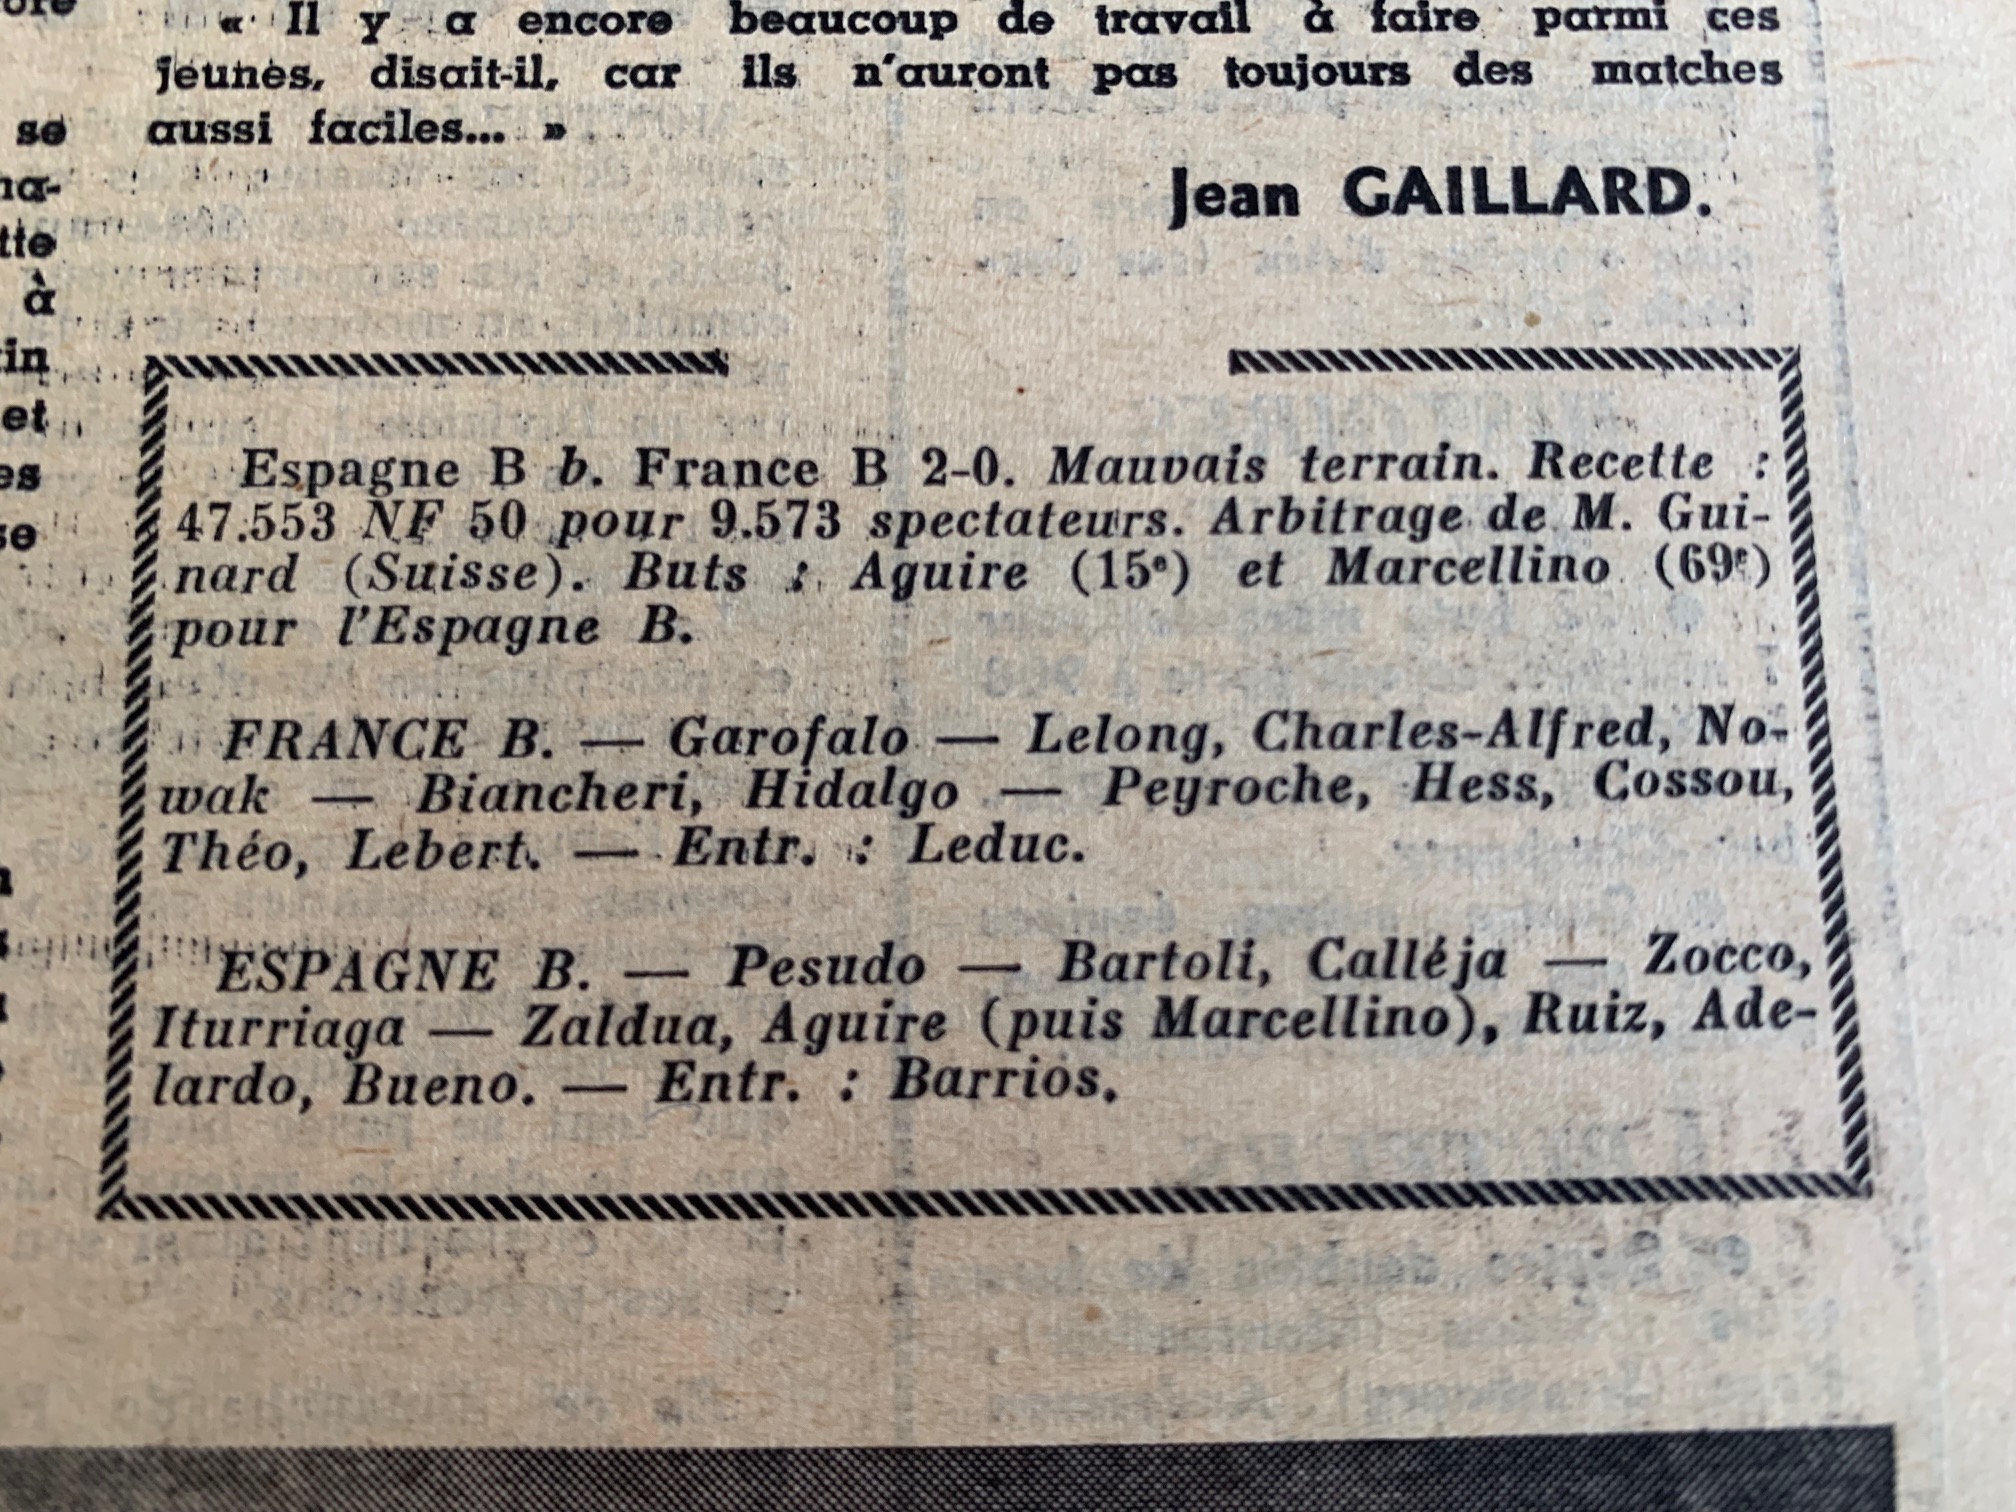 « Il y a encore beaucoup de travail à faire parmi ces
jeunes, disait-il, car ils n'auront pas toujours des matches
aussi faciles... »
se
à
et
Jean GAILLARD.
Espagne B b. France B 2-0. Mauvais terrain. Recette :
47.553 NF 50 pour 9.573 spectateurs. Arbitrage de M. Gui-
nard (Suisse). Buts : Aguire (15e) et Marcellino (69e)
pour l'Espagne B.
FRANCE B. — Garofalo — Lelong, Charles-Alfred, No-
wak — Biancheri, Hidalgo — Peyroche, Hess, Cossou,
Théo, Lebert. — Entr. : Leduc.
ESPAGNE B. — Pesudo — Bartoli, Calléja — Zocco,
Iturriaga — Zaldua, Aguire (puis Marcellino), Ruiz, Ade-
lardo, Bueno. — Entr. : Barrios.